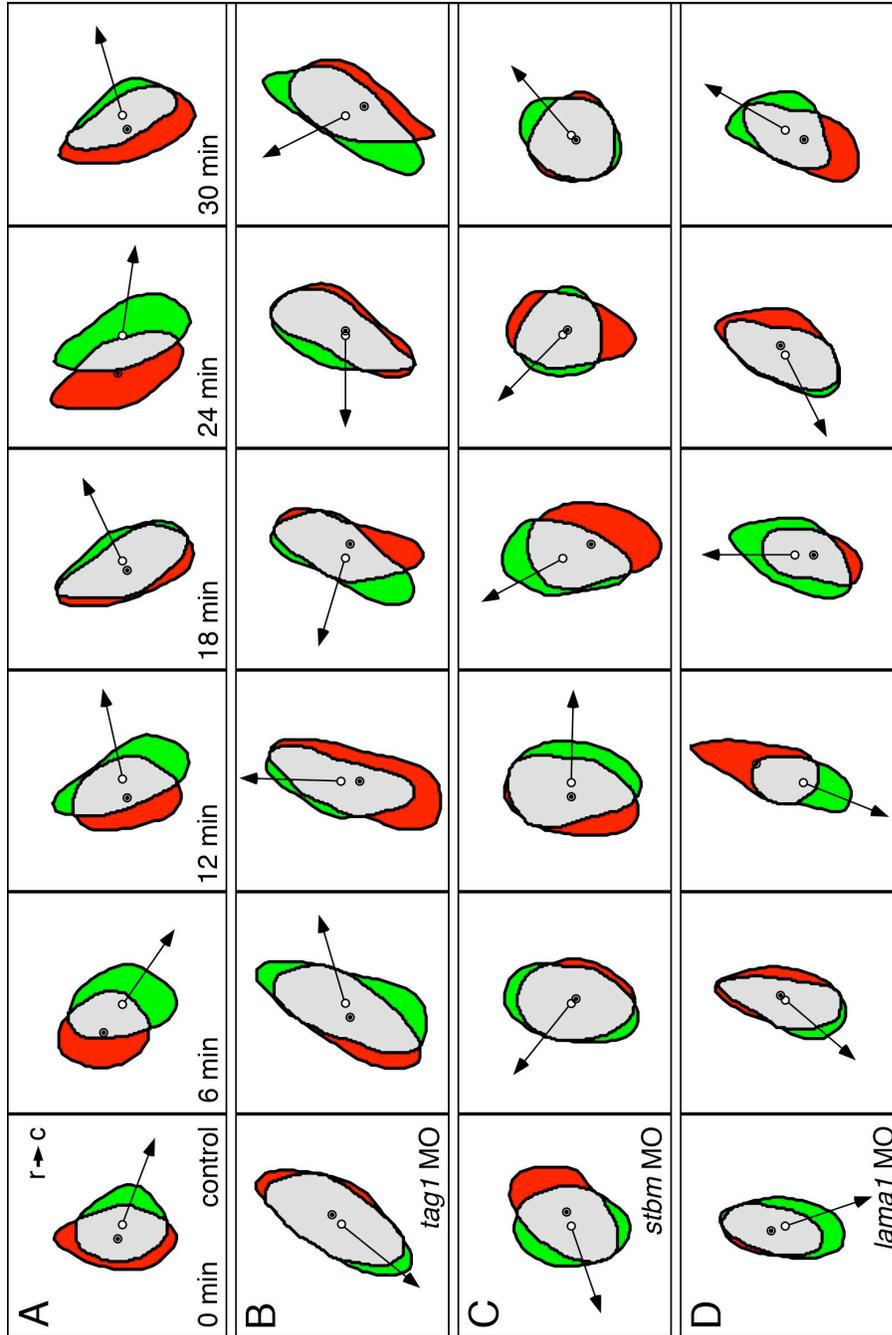 A
r→c
0 min
control
6 min
12 min
18 min
24 min
30 min
B
tag1 MO
C
stbm MO
D
lama1 MO